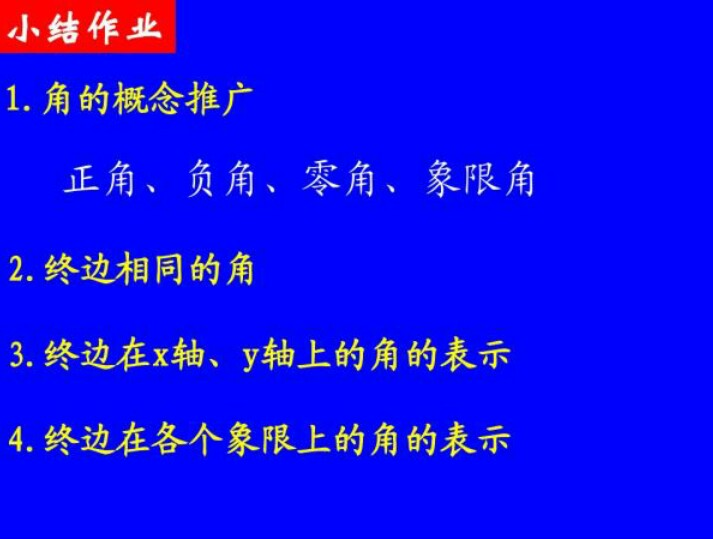 小结作业
1.角的概念推广
正角、负角、零角、象限角
2.终边相同的角
3.终边在x轴、y轴上的角的表示
4.终边在各个象限上的角的表示